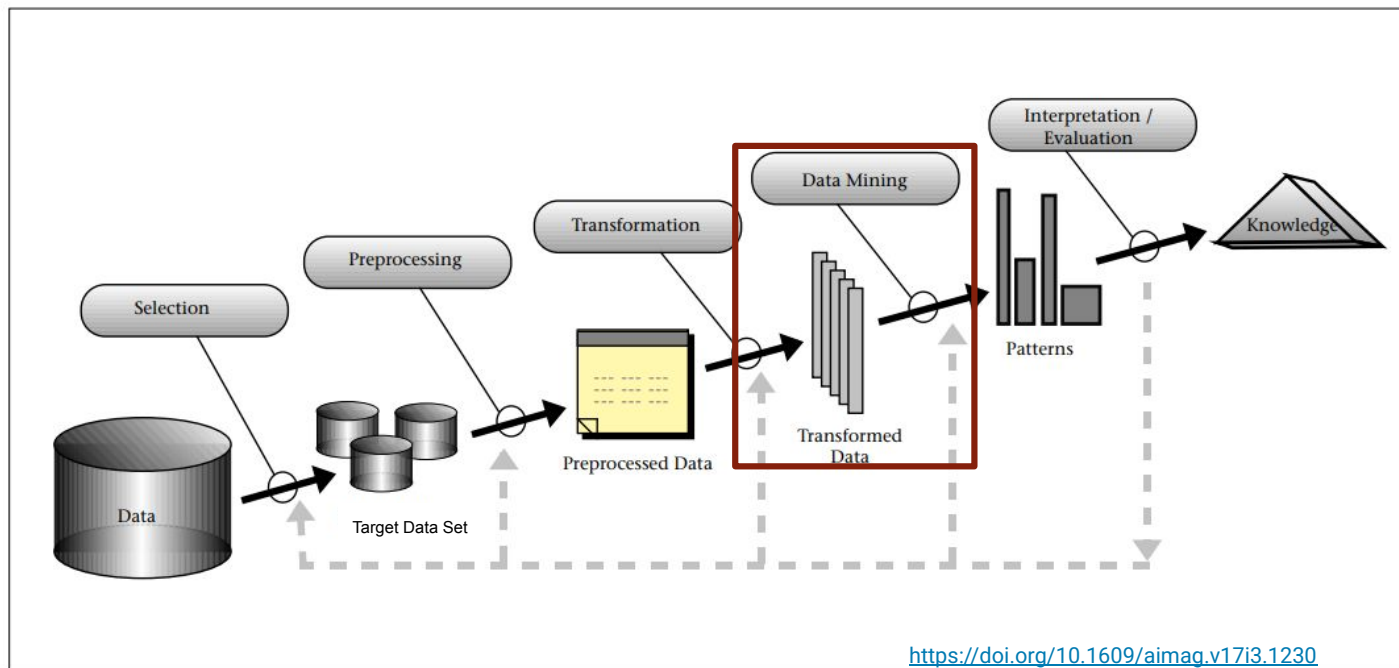 Interpretation /
Evaluation
Data Mining
Transformation
Preprocessing
Selection
Knowledge
Patterns
Transformed
Data
Preprocessed Data
Target Data Set
Data
https://doi.org/10.1609/aimag.v17i3.1230